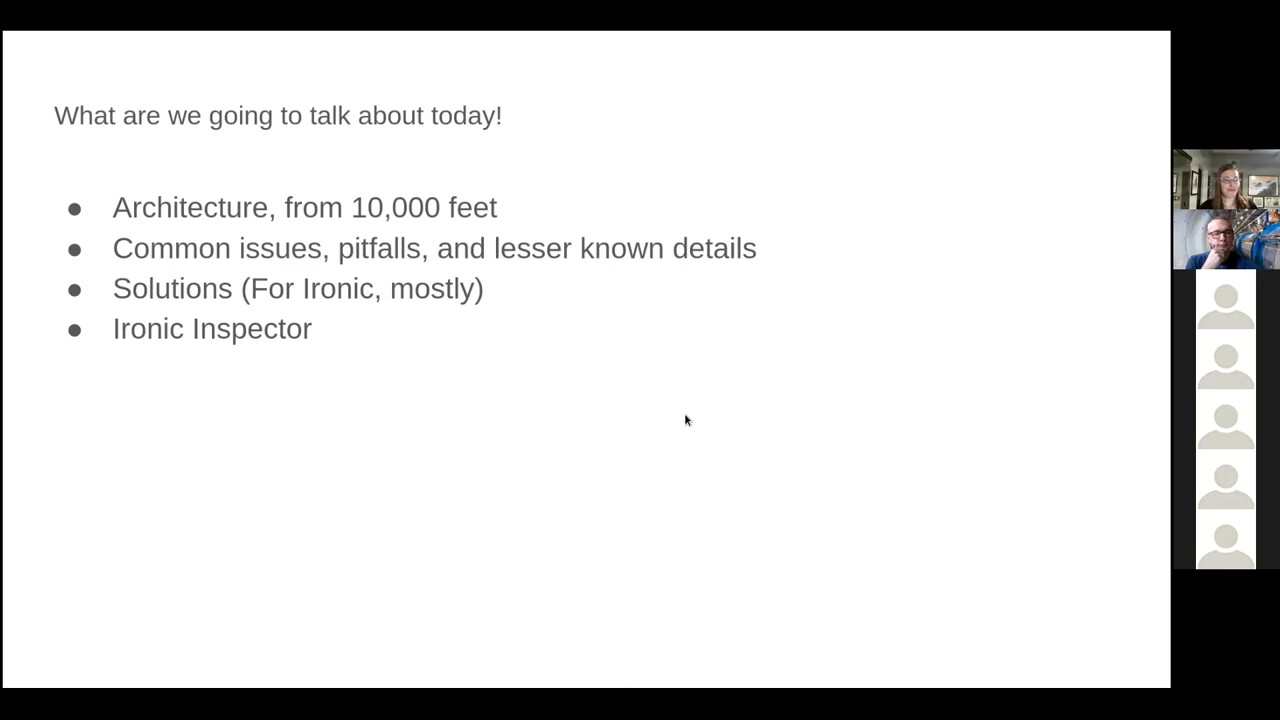 What are we going to talk about today!
● Architecture, from 10,000 feet
● Common issues, pitfalls, and lesser known details
● Solutions (For Ironic, mostly)
● Ironic Inspector